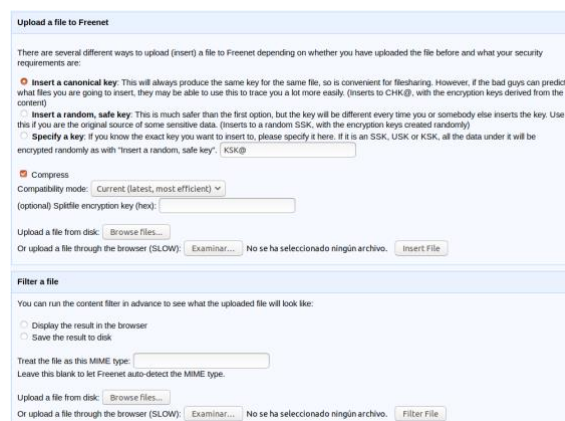 Upload a file to Freenet
There are several different ways to upload (insert) a file to Freenet depending on whether you have uploaded the file before and what your security
requirements are:
Insert a canonical key: This will always produce the same key for the same file, so is convenient for filesharing. However, if the bad guys can predic
what files you are going to insert, they may be able to use this to trace you a lot more easily. (Inserts to CHK@, with the encryption keys derived from the
content)
Insert a random, safe key: This is much safer than the first option, but the key will be different every time you or somebody else inserts the key. Use
this if you are the original source of some sensitive data. (Inserts to a random SSK, with the encryption keys created randomly)
Specify a key: If you know the exact key you want to insert to, please specify it here. If it is an SSK, USK or KSK, all the data under it will be
encrypted randomly as with "Insert a random, safe key". KSK@
Compress
Compatibility mode: Current (latest, most efficient)
(optional) Splitfile encryption key (hex):
Upload a file from disk: Browse files...
Or upload a file through the browser (SLOW): Examinar... No se ha seleccionado ningún archivo. Insert File
Filter a file
You can run the content filter in advance to see what the uploaded file will look like:
Display the result in the browser
Save the result to disk
Treat the file as this MIME type:
Leave this blank to let Freenet auto-detect the MIME type.
Upload a file from disk: Browse files...
Or upload a file through the browser (SLOW): Examinar... No se ha seleccionado ningún archivo. Filter File